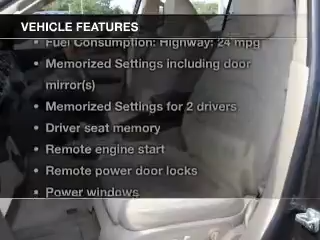 VEHICLE FEATURES
• Fuel Consumption: Highway: 24 mpg
• Memorized Settings including door
mirror(s)
• Memorized Settings for 2 drivers
• Driver seat memory
• Remote engine start
• Remote power door locks
• Power windows